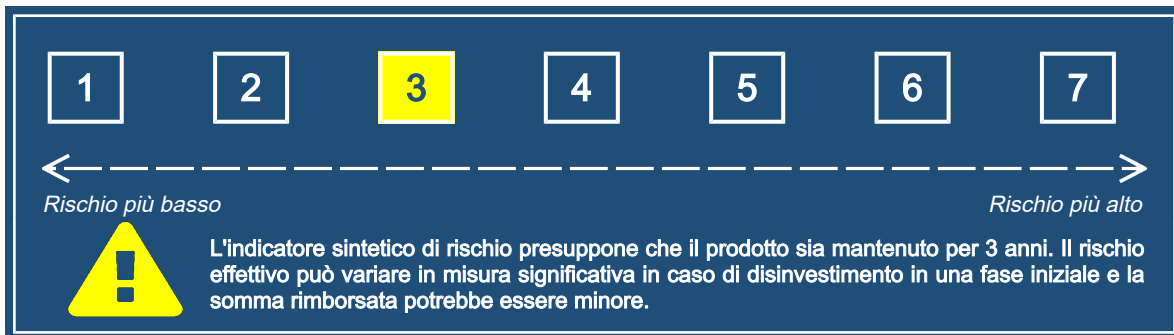 1 2 3 4 5 6 7
Rischio più basso Rischio più alto
L'indicatore sintetico di rischio presuppone che il prodotto sia mantenuto per 3 anni. Il rischio
effettivo può variare in misura significativa in caso di disinvestimento in una fase iniziale e la
somma rimborsata potrebbe essere minore.